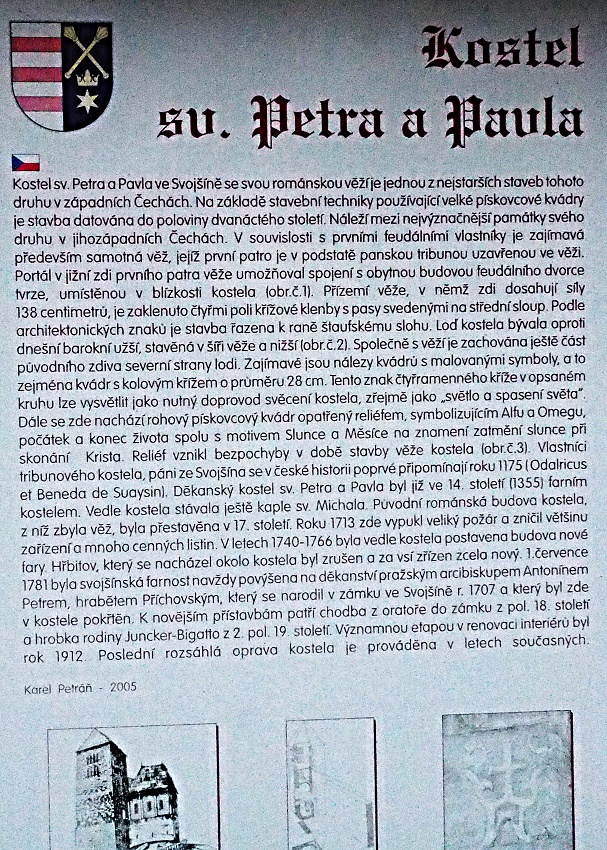 Kostel
sv. Petra a Pavla
Kostel sv. Petra a Pavla ve Svojšíně se svou románskou věží je jednou z nejstarších staveb tohoto
druhu v západních Čechách. Na základě stavební techniky používající velké pískovcové kvádry
je stavba datována do poloviny dvanáctého století. Náleží mezi nejvýznačnější památky svého
druhu v jihozápadních Čechách. V souvislosti s prvními feudálními vlastníky je zajímavá
především samotná věž, jejíž první patro je v podstatě panskou tribunou uzavřenou ve věži.
Portál v jižní zdi prvního patra věže umožňoval spojení s obytnou budovou feudálního dvorce
tvrze, umístěnou v blízkosti kostela (obr.č.1). Přízemí věže, v němž zdi dosahují síly
138 centimetrů, je zaklenuto čtyřmi poli křížové klenby s pasy svedenými na střední sloup. Podle
architektonických znaků je stavba řazena k raně štaufskému slohu. Loď kostela bývala oproti
dnešní barokní užší, stavěná v šíři věže a nižší (obr.č.2). Společně s věží je zachována ještě část
původního zdiva severní strany lodi. Zajímavé jsou nálezy kvádrů s malovanými symboly, a to
zejména kvádr s kolovým křížem o průměru 28 cm. Tento znak čtyřramenného kříže v opsaném
kruhu lze vysvětlit jako nutný doprovod svěcení kostela, zřejmě jako „světlo a spasení světa“.
Dále se zde nachází rohový pískovcový kvádr opatřený reliéfem, symbolizujícím Alfu a Omegu,
počátek a konec života spolu s motivem Slunce a Měsíce na znamení zatmění slunce při
skonání Krista. Reliéf vznikl bezpochyby v době stavby věže kostela (obr.č.3). Vlastníci
tribunového kostela, páni ze Svojšína se v české historii poprvé připomínají roku 1175 ( Odalricus
et Beneda de Suaysin). Děkanský kostel sv. Petra a Pavla byl již ve 14. století (1355) farním
kostelem. Vedle kostela stávala ještě kaple sv. Michala. Původní románská budova kostela,
z níž zbyla věž, byla přestavěna v 17. století. Roku 1713 zde vypukl veliký požár a zničil většinu
zařízení a mnoho cenných listin. V letech 1740-1766 byla vedle kostela postavena budova nové
fary. Hřbitov, který se nacházel okolo kostela byl zrušen a za vsí zřízen zcela nový. 1.července
1781 byla svojšínská farnost navždy povýšena na děkanství pražským arcibiskupem Antonínem
Petrem, hrabětem Příchovským, který se narodil v zámku ve Svojšíně r. 1707 a který byl zde
v kostele pokřtěn. K novějším přístavbám patří chodba z oratoře do zámku z pol. 18. století
a hrobka rodiny Juncker-Bigatto z 2. pol. 19. století. Významnou etapou v renovaci interiérů byl
rok 1912. Poslední rozsáhlá oprava kostela je prováděna v letech současných.
Karel Petráň - 2005